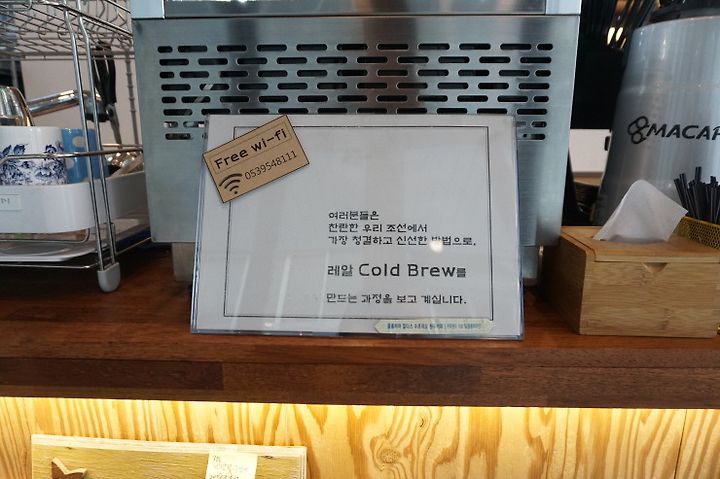 Free wi-fi
0539548111
여러분들은
찬란한 우리 조선에서
가장 청결하고 신선한 방법으로,
레알 Cold Brew를
만드는 과정을 보고 계십니다.
MACAP